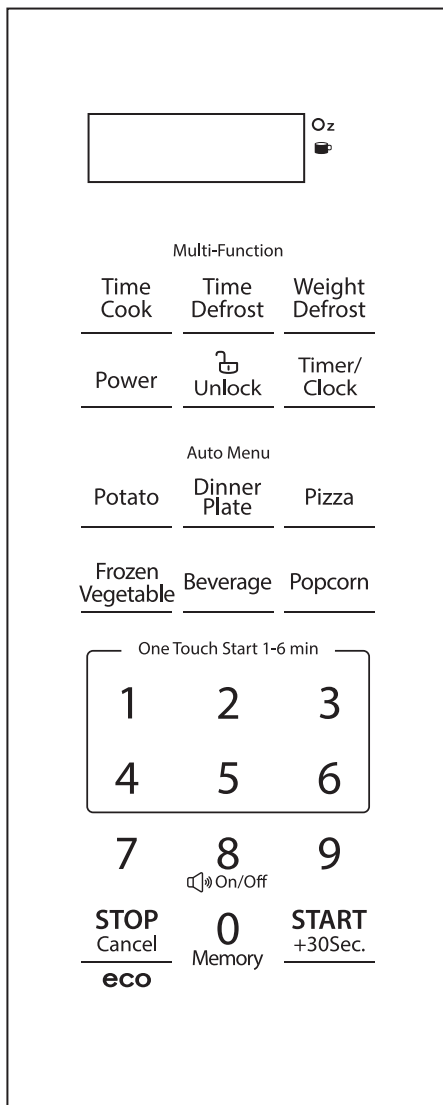 Oz
Multi-Function
Time Cook
Time Defrost
Weight Defrost
Power
Unlock
Timer/
Clock
Auto Menu
Potato
Dinner Plate
Pizza
Frozen Vegetable
Beverage
Popcorn
One Touch Start 1-6 min
1 2 3
4 5 6
7 8 9
On/Off
STOP
Cancel
eco
0
Memory
START
+30Sec.